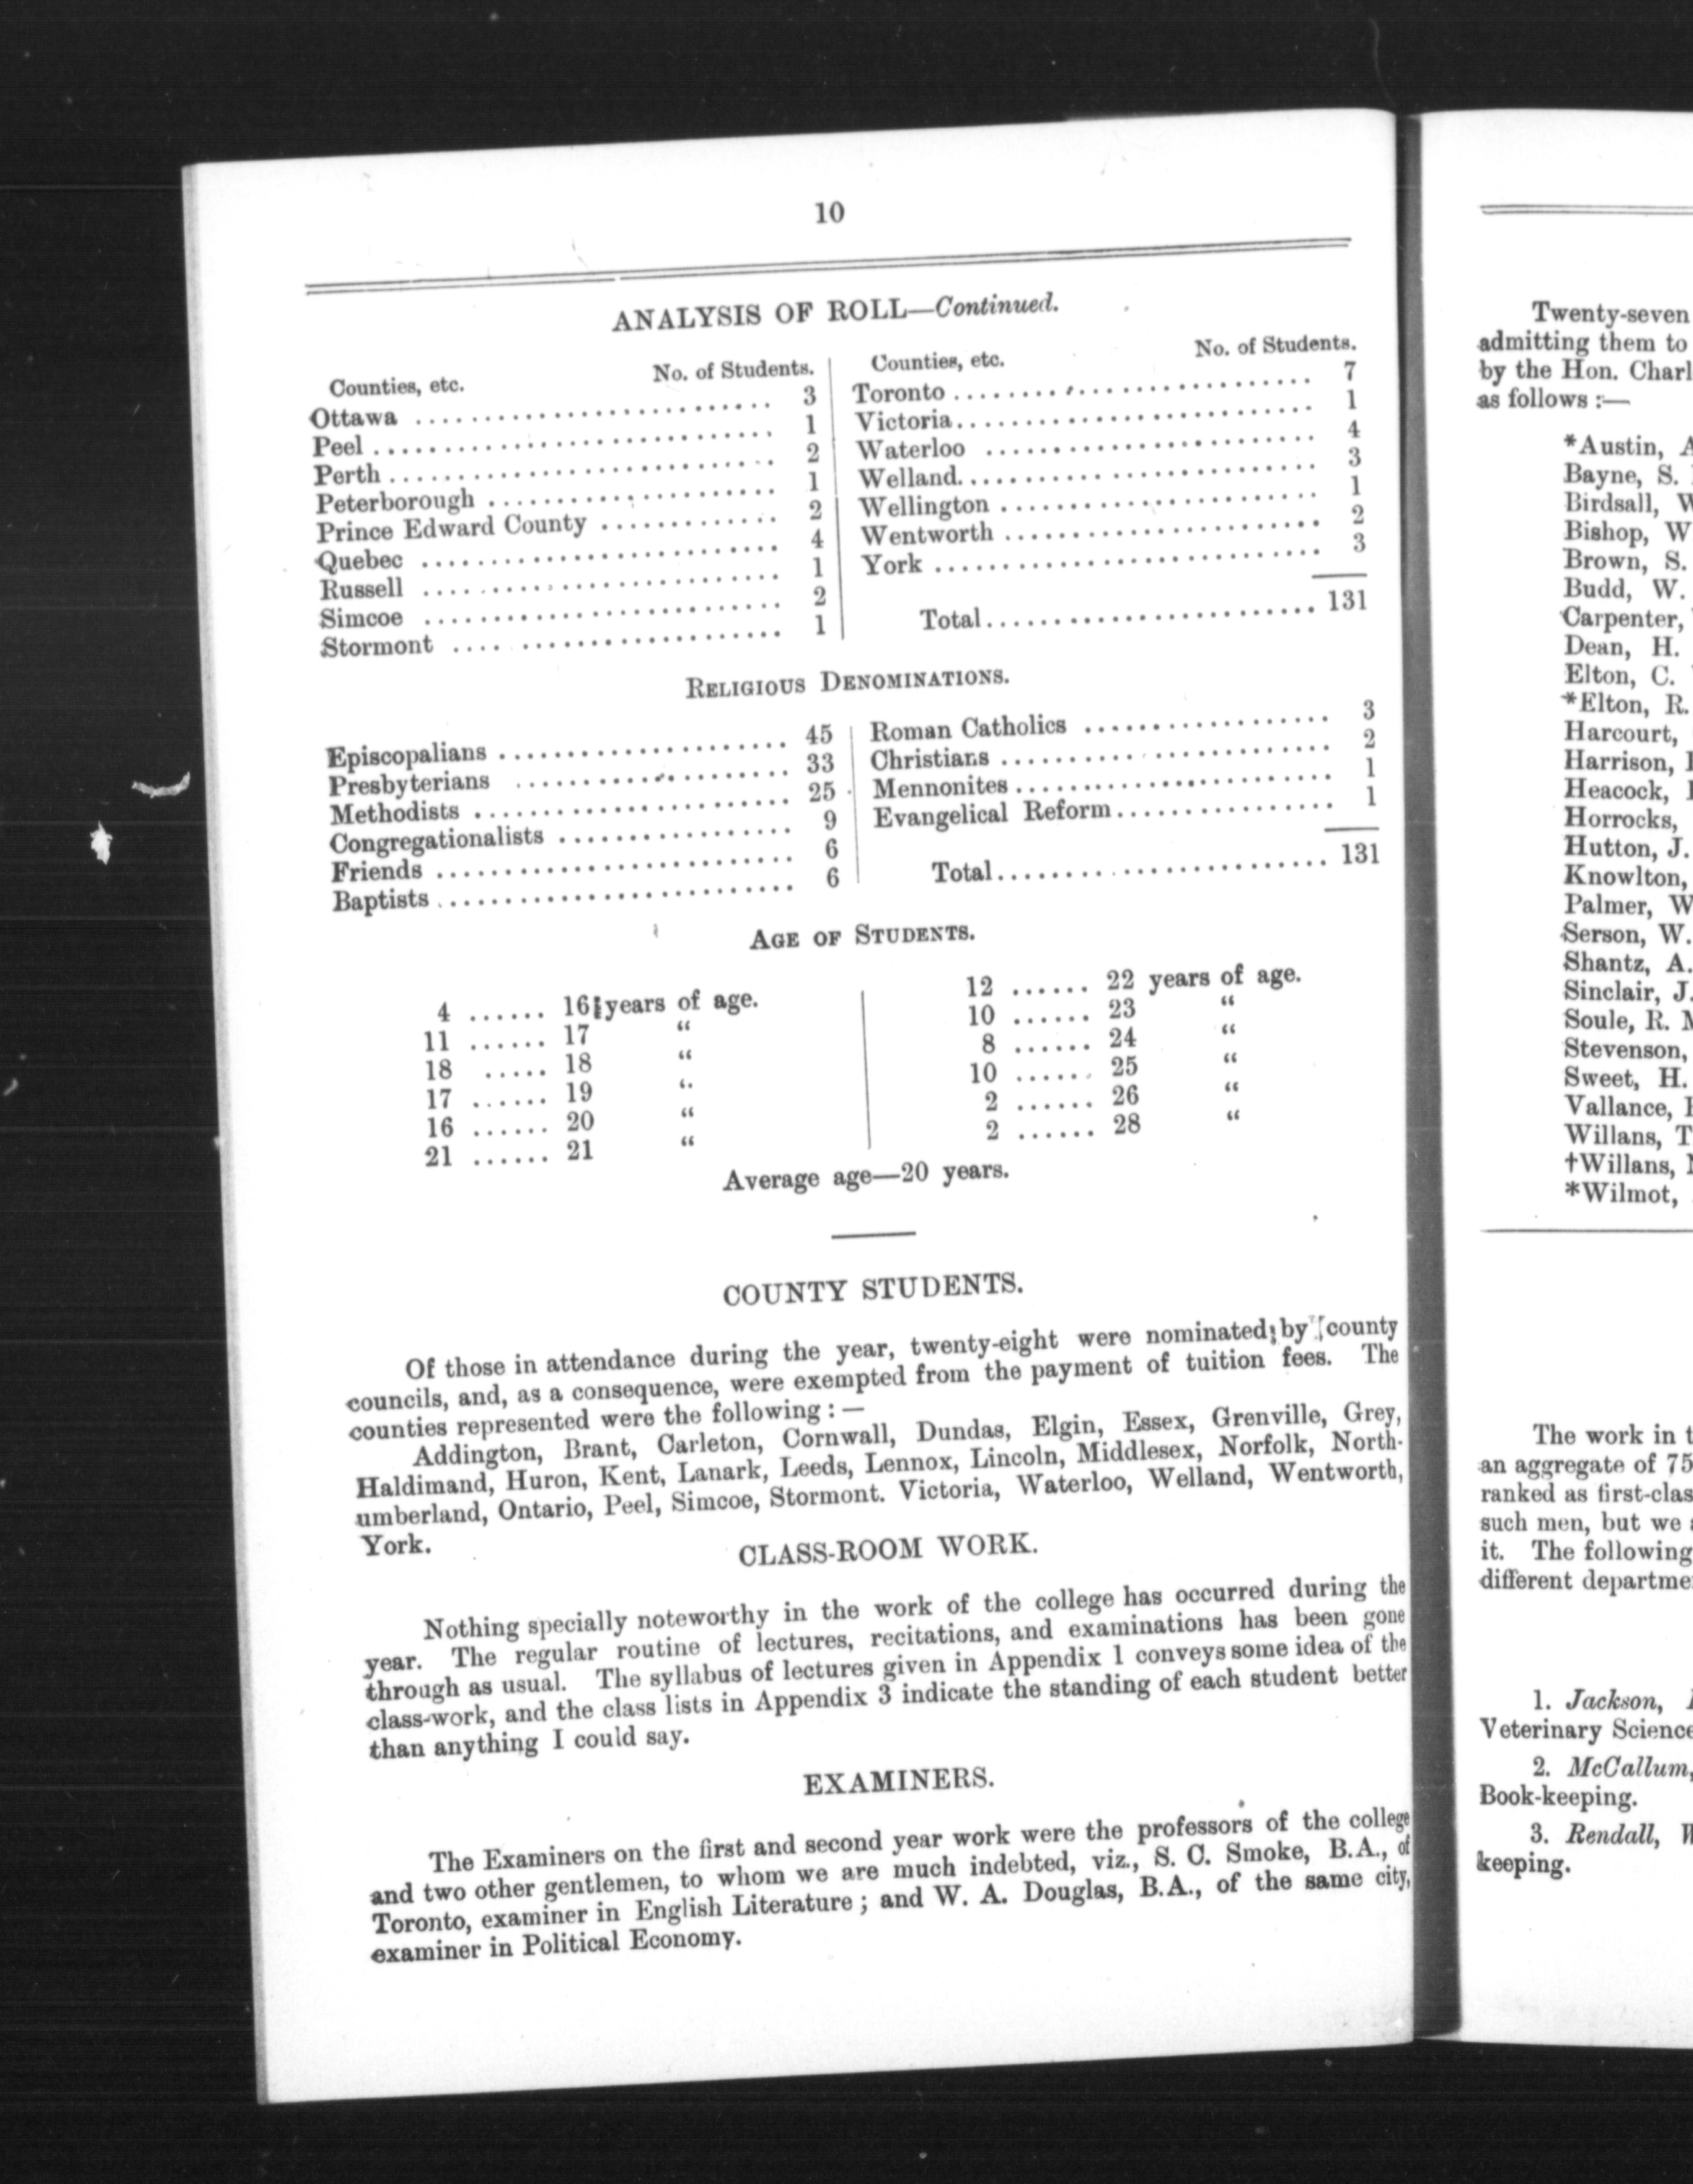 10
ANALYSIS OF ROLL—Continued.
Counties, etc. No. of Students.
Ottawa ........................... 3
Peel ........................... 1
Perth ........................... 2
Peterborough ..................... 1
Prince Edward County ............. 2
Quebec ........................... 4
Russell ........................... 1
Simcoe ........................... 2
Stormont ........................... 1
Counties, etc. No. of Students.
Toronto ........................... 7
Victoria ........................... 1
Waterloo ........................... 4
Welland ........................... 3
Wellington ........................ 1
Wentworth ........................ 2
York ........................... 3
Total ........................ 131
RELIGIOUS DENOMINATIONS.
Episcopalians ..................... 45
Presbyterians ..................... 33
Methodists ........................ 25
Congregationalists ................ 9
Friends ........................... 6
Baptists ........................... 6
Roman Catholics ................... 3
Christians ........................ 2
Mennonites ........................ 1
Evangelical Reform ................ 1
Total ........................ 131
AGE OF STUDENTS.
4 ...... 16 years of age.
11 ...... 17 “
18 ..... 18 “
17 ...... 19 “
16 ...... 20 “
21 ...... 21 “
12 ...... 22 years of age.
10 ...... 23 “
8 ...... 24 “
10 ...... 25 “
2 ...... 26 “
2 ...... 28 “
Average age—20 years.
COUNTY STUDENTS.
Of those in attendance during the year, twenty-eight were nominated by county
councils, and, as a consequence, were exempted from the payment of tuition fees. The
counties represented were the following :—
Addington, Brant, Carleton, Cornwall, Dundas, Elgin, Essex, Grenville, Grey,
Haldimand, Huron, Kent, Lanark, Leeds, Lennox, Lincoln, Middlesex, Norfolk, North-
umberland, Ontario, Peel, Simcoe, Stormont. Victoria, Waterloo, Welland, Wentworth,
York.
CLASS-ROOM WORK.
Nothing specially noteworthy in the work of the college has occurred during the
year. The regular routine of lectures, recitations, and examinations has been gone
through as usual. The syllabus of lectures given in Appendix 1 conveys some idea of the
class-work, and the class lists in Appendix 3 indicate the standing of each student better
than anything I could say.
EXAMINERS.
The Examiners on the first and second year work were the professors of the college
and two other gentlemen, to whom we are much indebted, viz., S. C. Smoke, B.A., of
Toronto, examiner in English Literature ; and W. A. Douglas, B.A., of the same city,
examiner in Political Economy.
Twenty-seven
admitting them to
by the Hon. Charl
as follows :—
*Austin, A
Bayne, S.
Birdsall, W
Bishop, W
Brown, S.
Budd, W.
Carpenter,
Dean, H.
Elton, C.
*Elton, R.
Harcourt,
Harrison,
Heacock,
Horrocks,
Hutton, J.
Knowlton,
Palmer, W
Serson, W.
Shantz, A.
Sinclair, J.
Soule, R. M
Stevenson,
Sweet, H.
Vallance,
Willans, T
†Willans,
*Wilmot,
The work in t
an aggregate of 75
ranked as first-clas
such men, but we a
it. The following
different departme
1. Jackson,
Veterinary Science
2. McCallum,
Book-keeping.
3. Rendall, W
keeping.